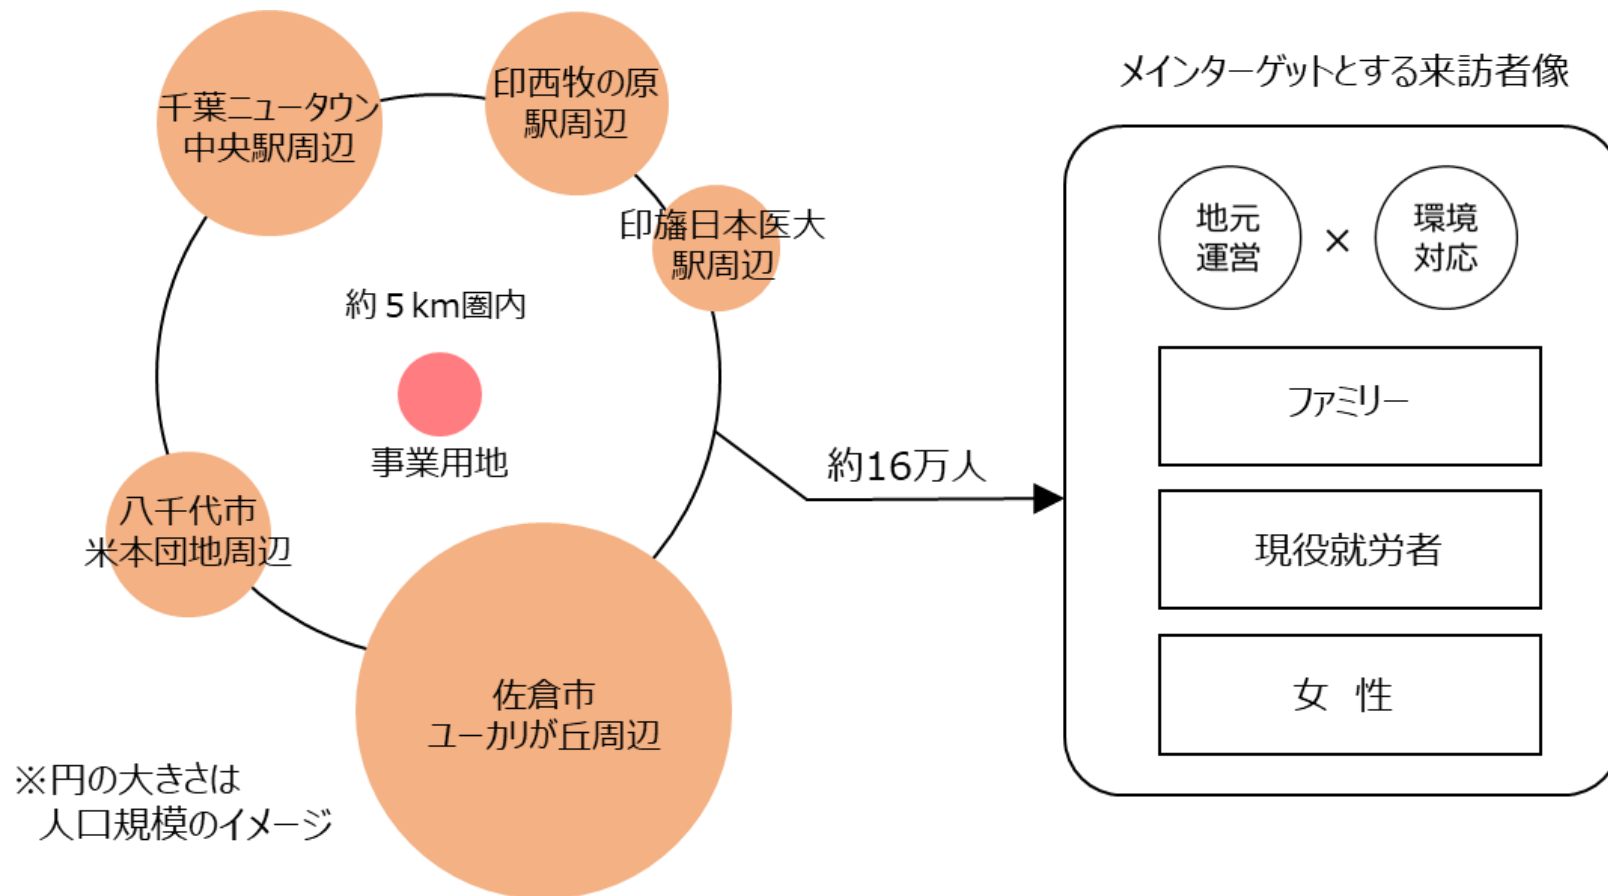 千葉ニュータウン
中央駅周辺
印西牧の原
駅周辺
印旛日本医大
駅周辺
約5km圏内
事業用地
八千代市
米本団地周辺
佐倉市
ユーカリが丘周辺
※円の大きさは
人口規模のイメージ
約16万人
メインターゲットとする来訪者像
地元
運営
×
環境
対応
ファミリー
現役就労者
女 性